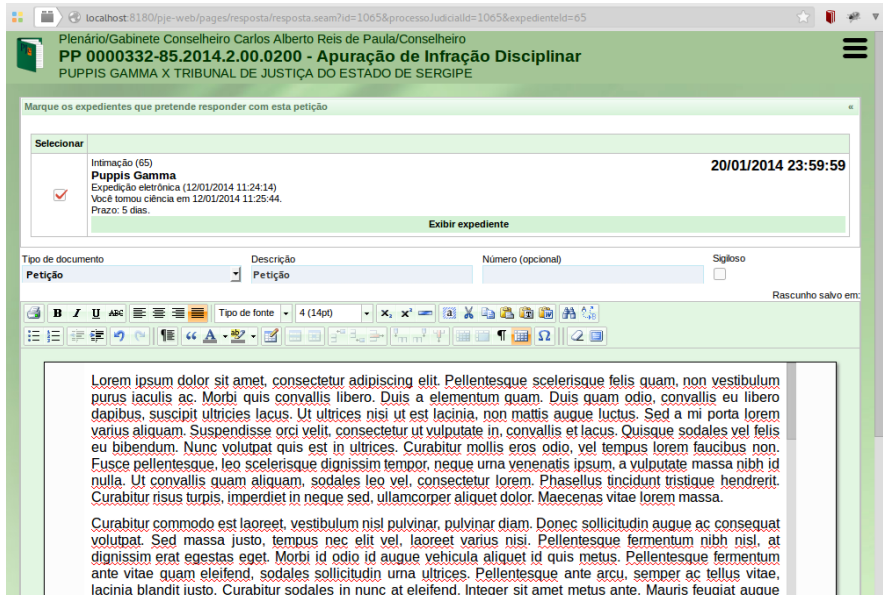 localhost:8180/pje-web/pages/resposta/resposta.seam?id=1065&processoJudicialId=1065&expedienteId=65
Plenário/Gabinete Conselheiro Carlos Alberto Reis de Paula/Conselheiro
PP 0000332-85.2014.2.00.0200 - Apuração de Infração Disciplinar
PUPPIS GAMMA X TRIBUNAL DE JUSTIÇA DO ESTADO DE SERGIPE
Marque os expedientes que pretende responder com esta petição «
Selecionar
Intimação (65) 20/01/2014 23:59:59
Puppis Gamma
Expedição eletrônica (12/01/2014 11:24:14)
Você tomou ciência em 12/01/2014 11:25:44.
Prazo: 5 dias.
Exibir expediente
Tipo de documento Descrição Número (opcional) Sigiloso
Petição Petição
Rascunho salvo em:
B I U ABC Tipo de fonte 4 (14pt) x₂ x²
Lorem ipsum dolor sit amet, consectetur adipiscing elit. Pellentesque scelerisque felis quam, non vestibulum
purus iaculis ac. Morbi quis convallis libero. Duis a elementum quam. Duis quam odio, convallis eu libero
dapibus, suscipit ultricies lacus. Ut ultrices nisi ut est lacinia, non mattis augue luctus. Sed a mi porta lorem
varius aliquam. Suspendisse orci velit, consectetur ut vulputate in, convallis et lacus. Quisque sodales vel felis
eu bibendum. Nunc volutpat quis est in ultrices. Curabitur mollis eros odio, vel tempus lorem faucibus non.
Fusce pellentesque, leo scelerisque dignissim tempor, neque urna venenatis ipsum, a vulputate massa nibh id
nulla. Ut convallis quam aliquam, sodales leo vel, consectetur lorem. Phasellus tincidunt tristique hendrerit.
Curabitur risus turpis, imperdiet in neque sed, ullamcorper aliquet dolor. Maecenas vitae lorem massa.
Curabitur commodo est laoreet, vestibulum nisl pulvinar, pulvinar diam. Donec sollicitudin augue ac consequat
volutpat. Sed massa justo, tempus nec elit vel, laoreet varius nisi. Pellentesque fermentum nibh nisl, at
dignissim erat egestas eget. Morbi id odio id augue vehicula aliquet id quis metus. Pellentesque fermentum
ante vitae quam eleifend, sodales sollicitudin urna ultrices. Pellentesque ante arcu, semper ac tellus vitae,
lacinia blandit justo. Curabitur sodales in nunc at eleifend. Integer sit amet metus ante. Mauris feugiat augue